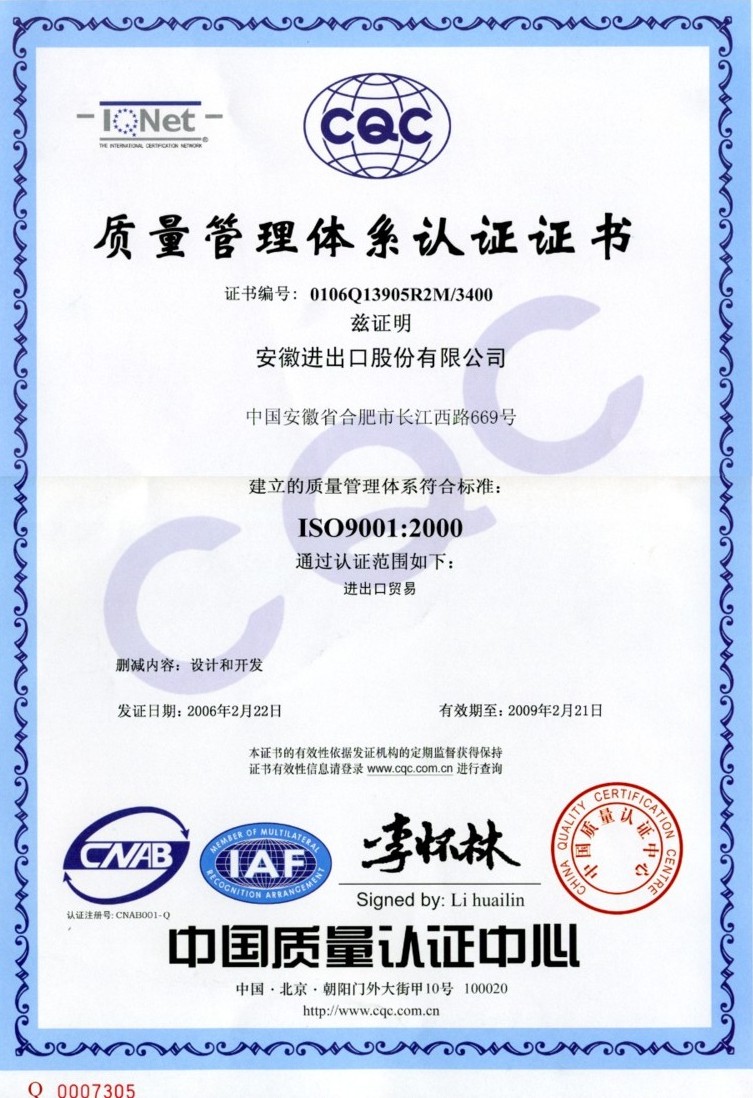 IQNet
THE INTERNATIONAL CERTIFICATION NETWORK
®
CQC
质量管理体系认证证书
证书编号：0106Q13905R2M/3400
兹证明
安徽进出口股份有限公司
中国安徽省合肥市长江西路669号
建立的质量管理体系符合标准：
ISO9001:2000
通过认证范围如下：
进出口贸易
CQC
删减内容：设计和开发
发证日期：2006年2月22日 有效期至：2009年2月21日
本证书的有效性依据发证机构的定期监督获得保持
证书有效性信息请登录 www.cqc.com.cn 进行查询
CNAB
认证注册号: CNAB001-Q
MEMBER OF MULTILATERAL
IAF
RECOGNITION ARRANGEMENT
李怀林
Signed by: Li huailin
CHINA QUALITY CERTIFICATION CENTRE
中国质量认证中心
中国质量认证中心
中国·北京·朝阳门外大街甲10号 100020
http://www.cqc.com.cn
Q 0007305